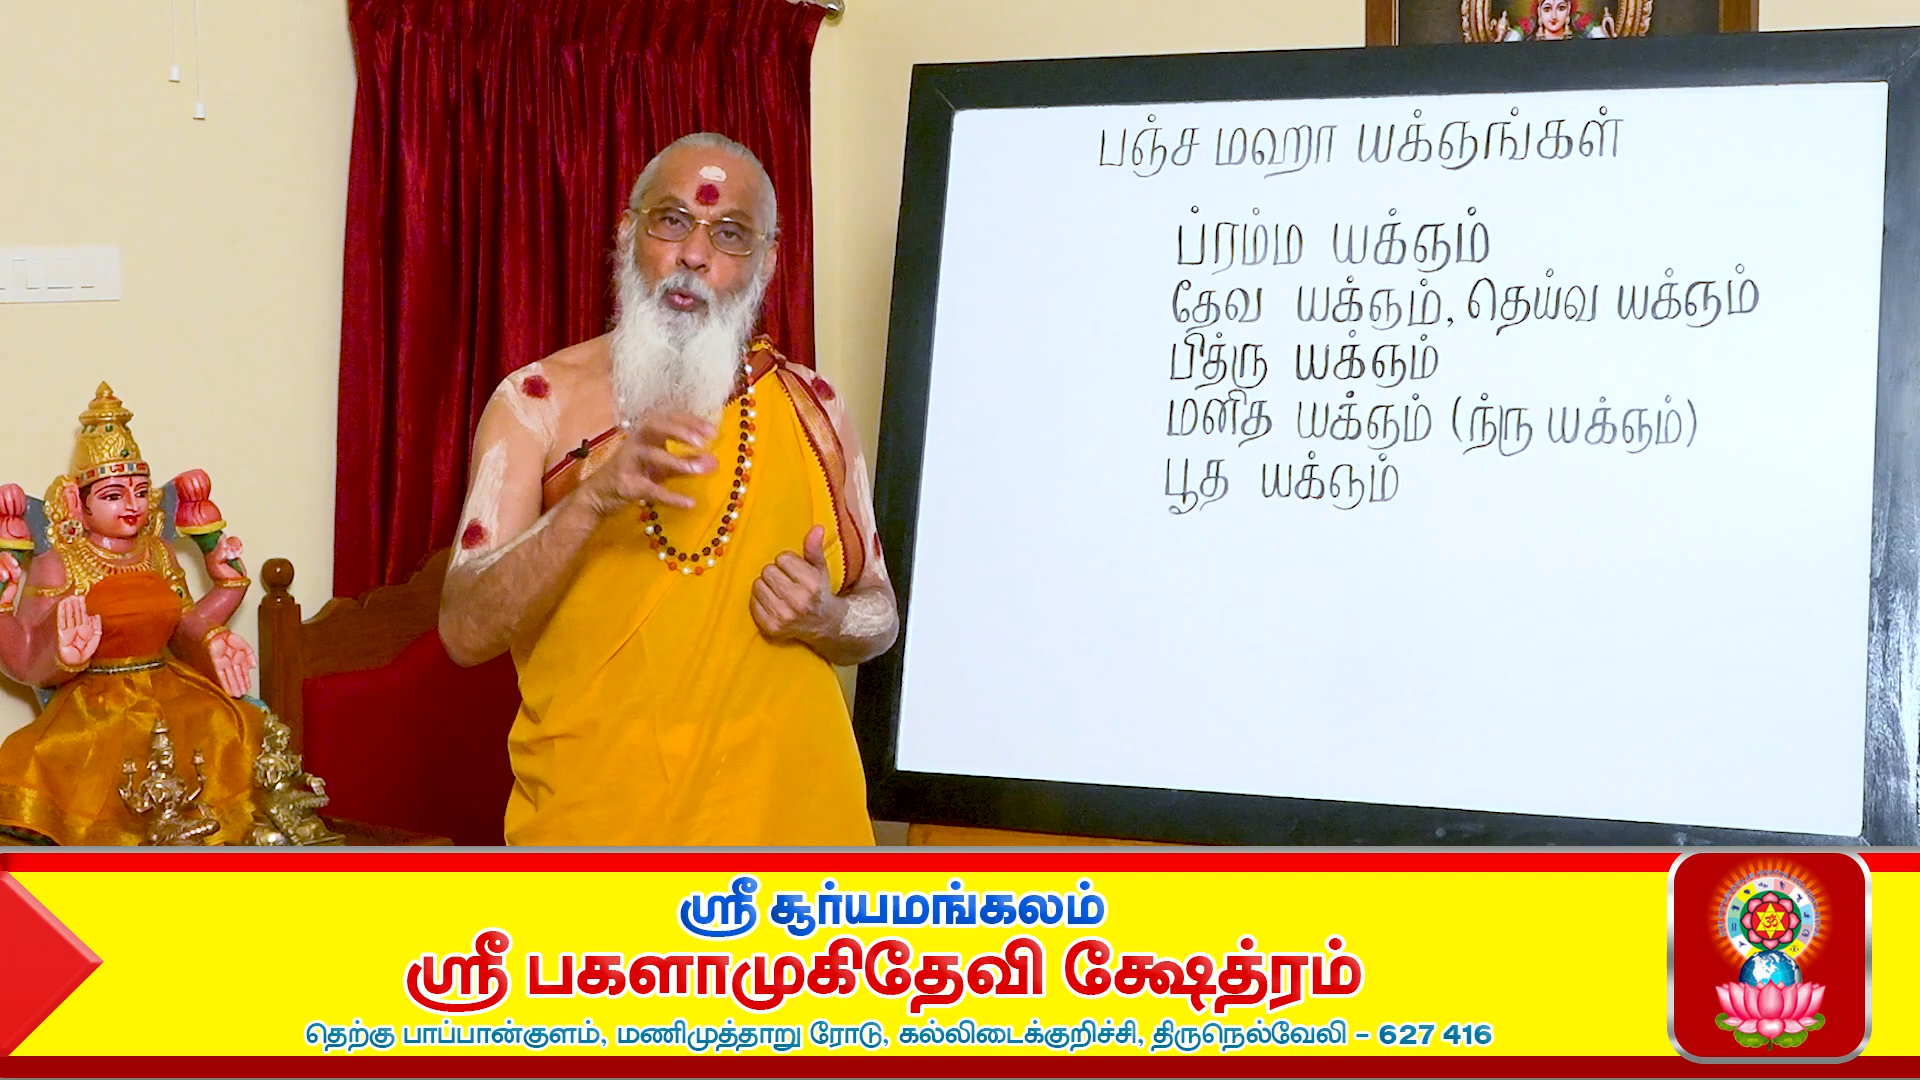 பஞ்ச மஹா யக்ஞங்கள்
ப்ரம்ம யக்ஞம்
தேவ யக்ஞம், தெய்வ யக்ஞம்
பித்ரு யக்ஞம்
மனித யக்ஞம் (ந்ரு யக்ஞம்)
பூத யக்ஞம்
ஸ்ரீ சூர்யமங்கலம்
ஸ்ரீ பகளாமுகிதேவி க்ஷேத்ரம்
தெற்கு பாப்பான்குளம், மணிமுத்தாறு ரோடு, கல்லிடைக்குறிச்சி, திருநெல்வேலி – 627 416
ॐ